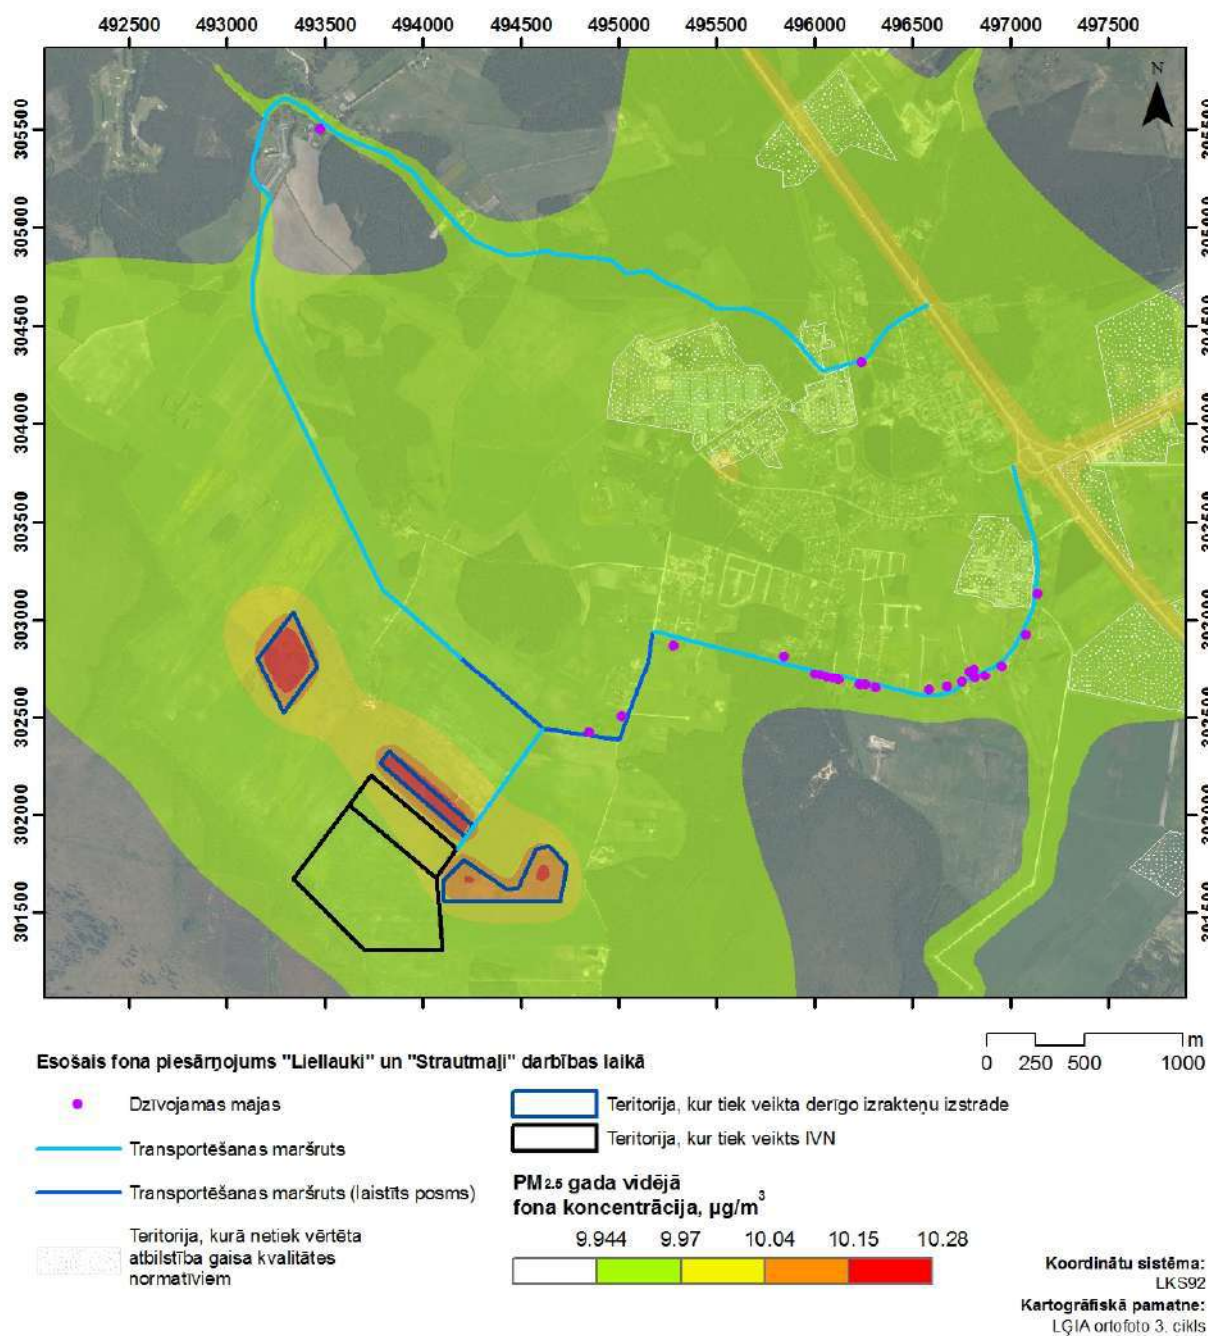 492500 493000 493500 494000 494500 495000 495500 496000 496500 497000 497500
305500
305000
304500
304000
303500
303000
302500
302000
301500
N
m
0 250 500 1000
Esošais fona piesārņojums "Liellauki" un "Strautmaļi" darbības laikā
Dzīvojamās mājas
Transportēšanas maršruts
Transportēšanas maršruts (laistīts posms)
Teritorija, kurā netiek vērtēta
atbilstība gaisa kvalitātes
normatīviem
Teritorija, kur tiek veikta derīgo izrakteņu izstrāde
Teritorija, kur tiek veikts IVN
PM2.5 gada vidējā
fona koncentrācija, µg/m³
9.944 9.97 10.04 10.15 10.28
Koordinātu sistēma:
LKS92
Kartogrāfiskā pamatne:
LĢIA ortofoto 3. cikls